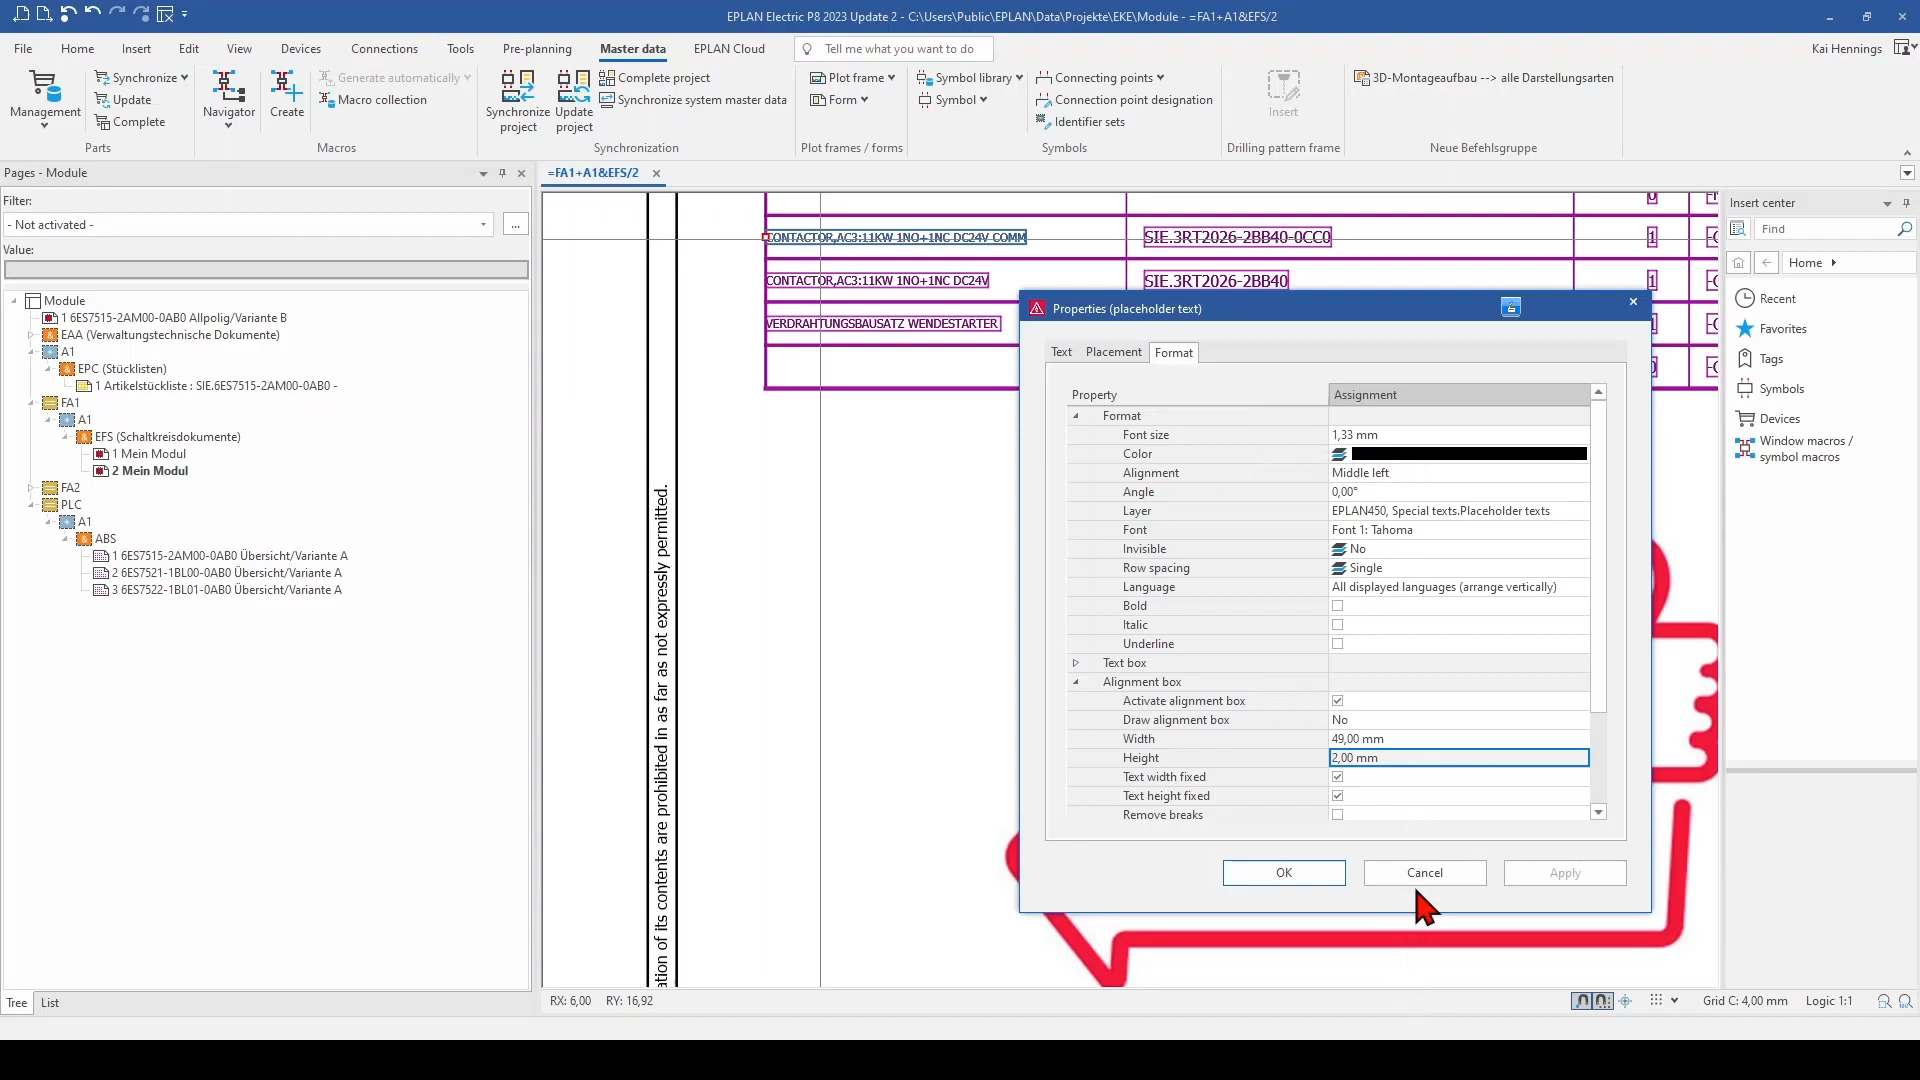 EPLAN Electric P8 2023 Update 2 - C:\Users\Public\EPLAN\Data\Projekte\EKE\Module - =FA1+A1&EFS/2
File Home Insert Edit View Devices Connections Tools Pre-planning Master data EPLAN Cloud Tell me what you want to do Kai Hennings
Management
Synchronize
Update
Complete
Parts
Navigator
Create
Generate automatically
Macro collection
Macros
Synchronize project
Update project
Complete project
Synchronize system master data
Synchronization
Plot frame
Form
Plot frames / forms
Symbol library
Symbol
Connecting points
Connection point designation
Identifier sets
Symbols
Insert
Drilling pattern frame
3D-Montageaufbau --> alle Darstellungsarten
Neue Befehlsgruppe
Pages - Module
Filter:
- Not activated -
...
Value:
Module
1 6ES7515-2AM00-0AB0 Allpolig/Variante B
EAA (Verwaltungstechnische Dokumente)
A1
EPC (Stücklisten)
1 Artikelstückliste : SIE.6ES7515-2AM00-0AB0 -
FA1
A1
EFS (Schaltkreisdokumente)
1 Mein Modul
2 Mein Modul
FA2
PLC
A1
ABS
1 6ES7515-2AM00-0AB0 Übersicht/Variante A
2 6ES7521-1BL00-0AB0 Übersicht/Variante A
3 6ES7522-1BL01-0AB0 Übersicht/Variante A
Tree List
=FA1+A1&EFS/2
CONTACTOR,AC3:11KW 1NO+1NC DC24V COMM SIE.3RT2026-2BB40-0CC0 1
CONTACTOR,AC3:11KW 1NO+1NC DC24V SIE.3RT2026-2BB40 1
VERDRAHTUNGSBAUSATZ WENDESTARTER
ation of its contents are prohibited in as far as not expressly permitted.
Properties (placeholder text)
Text Placement Format
Property Assignment
Format
Font size 1,33 mm
Color
Alignment Middle left
Angle 0,00°
Layer EPLAN450, Special texts.Placeholder texts
Font Font 1: Tahoma
Invisible No
Row spacing Single
Language All displayed languages (arrange vertically)
Bold
Italic
Underline
Text box
Alignment box
Activate alignment box
Draw alignment box No
Width 49,00 mm
Height 2,00 mm
Text width fixed
Text height fixed
Remove breaks
OK Cancel Apply
Insert center
Find
Home
Recent
Favorites
Tags
Symbols
Devices
Window macros / symbol macros
RX: 6,00 RY: 16,92
Grid C: 4,00 mm Logic 1:1